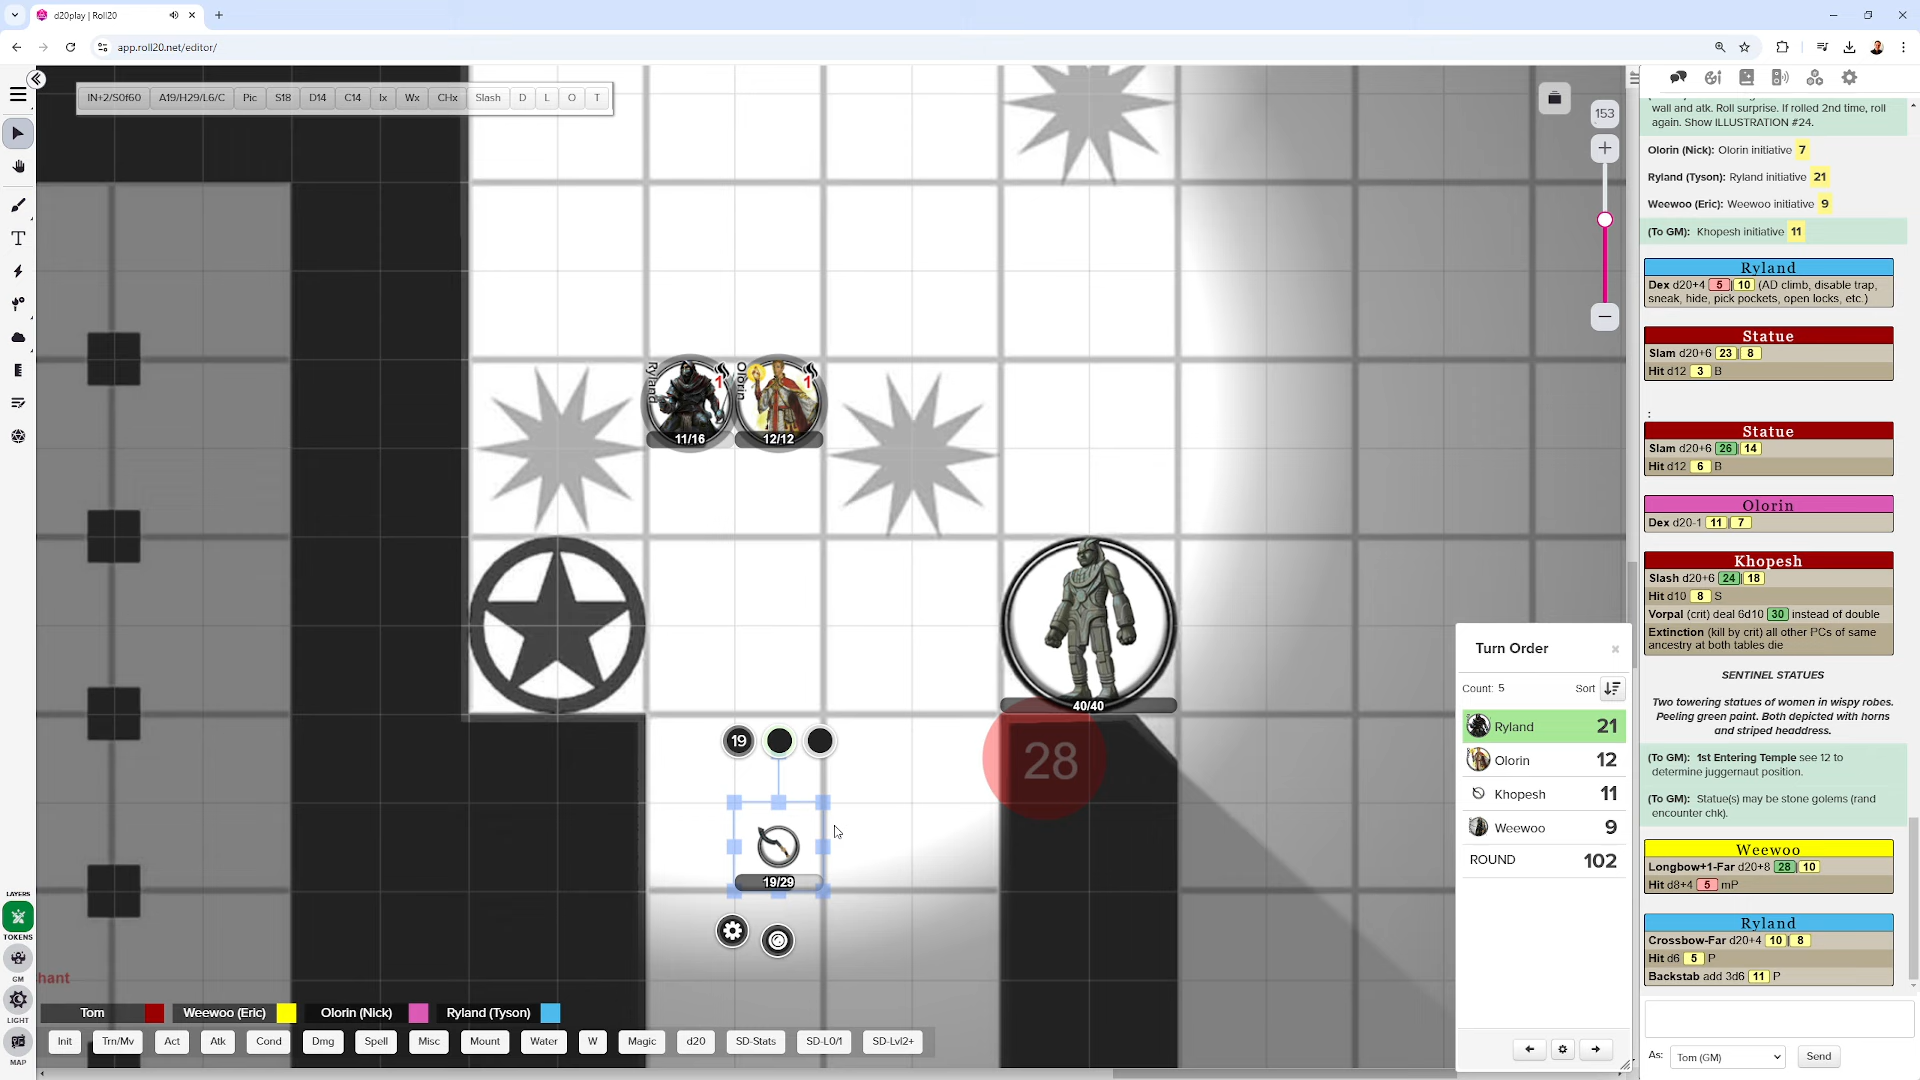 d20play | Roll20
app.roll20.net/editor/
IN+2/S0f60 A19/H29/L6/C Pic S18 D14 C14 Ix Wx CHx Slash D L O T
153
Ryland
1
11/16
Olorin
1
12/12
40/40
28
19
19/29
hant
LAYERS
TOKENS
GM
LIGHT
MAP
Tom
Weewoo (Eric)
Olorin (Nick)
Ryland (Tyson)
Init Trn/Mv Act Atk Cond Dmg Spell Misc Mount Water W Magic d20 SD-Stats SD-L0/1 SD-Lvl2+
Turn Order
Count: 5 Sort
Ryland 21
Olorin 12
Khopesh 11
Weewoo 9
ROUND 102
wall and atk. Roll surprise. If rolled 2nd time, roll
again. Show ILLUSTRATION #24.
Olorin (Nick): Olorin initiative 7
Ryland (Tyson): Ryland initiative 21
Weewoo (Eric): Weewoo initiative 9
(To GM): Khopesh initiative 11
Ryland
Dex d20+4 5 | 10 (AD climb, disable trap,
sneak, hide, pick pockets, open locks, etc.)
Statue
Slam d20+6 23 | 8
Hit d12 3 B
:
Statue
Slam d20+6 26 | 14
Hit d12 6 B
Olorin
Dex d20-1 11 | 7
Khopesh
Slash d20+6 24 | 18
Hit d10 8 S
Vorpal (crit) deal 6d10 30 instead of double
Extinction (kill by crit) all other PCs of same
ancestry at both tables die
SENTINEL STATUES
Two towering statues of women in wispy robes.
Peeling green paint. Both depicted with horns
and striped headdress.
(To GM): 1st Entering Temple see 12 to
determine juggernaut position.
(To GM): Statue(s) may be stone golems (rand
encounter chk).
Weewoo
Longbow+1-Far d20+8 28 | 10
Hit d8+4 5 mP
Ryland
Crossbow-Far d20+4 10 | 8
Hit d6 5 P
Backstab add 3d6 11 P
As: Tom (GM) Send